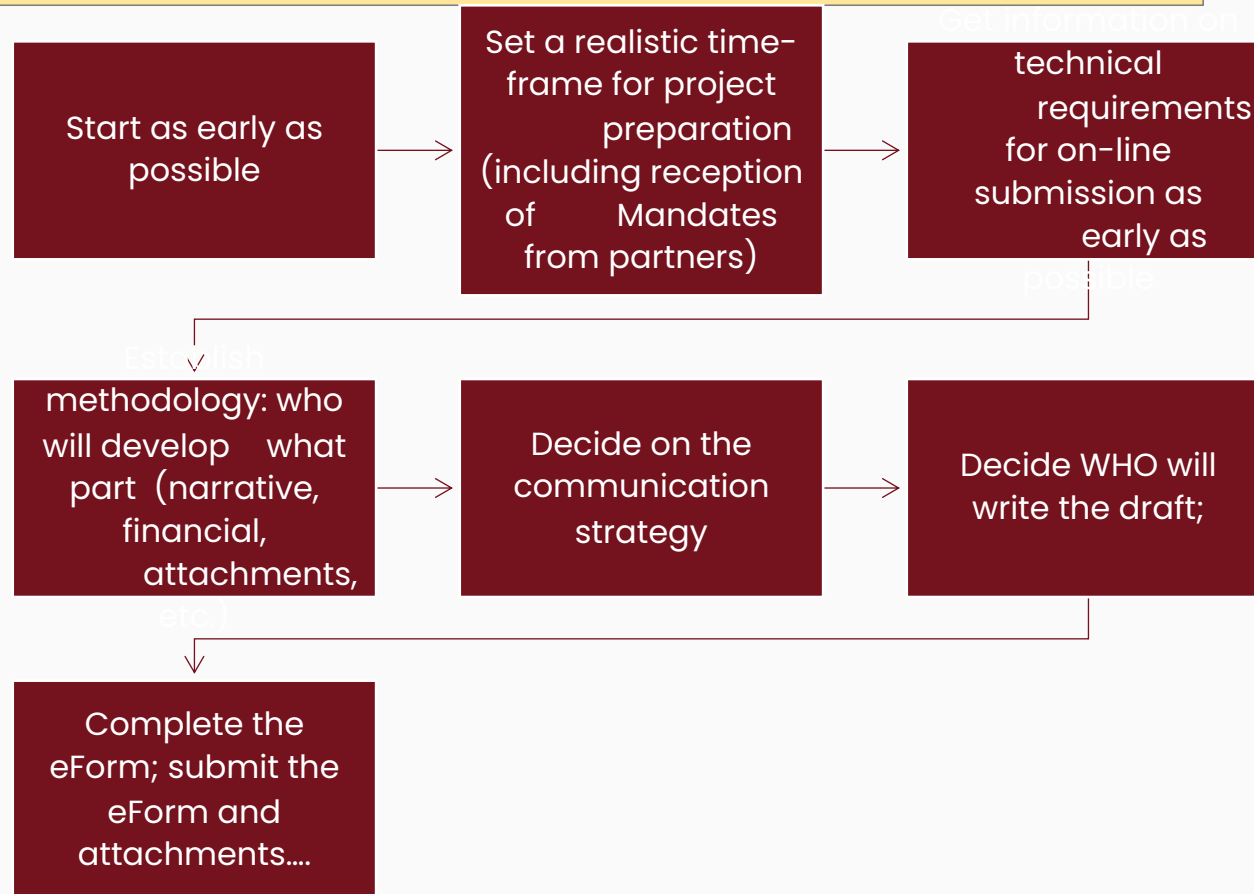 Start as early as
possible
Set a realistic time-
frame for project
preparation
(including reception
of Mandates
from partners)
Get information on
technical
requirements
for on-line
submission as
early as
possible
Establish
methodology: who
will develop what
part (narrative,
financial,
attachments,
etc.)
Decide on the
communication
strategy
Decide WHO will
write the draft;
Complete the
eForm; submit the
eForm and
attachments....